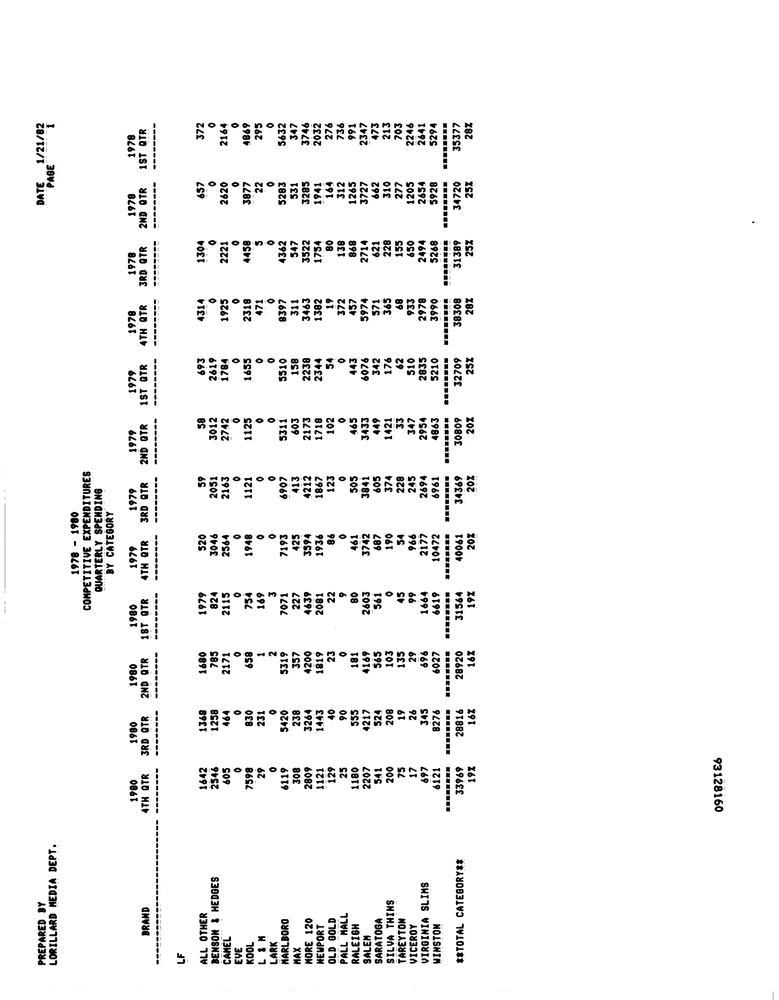 PREPARED BY DATE 1/21/82
LORILLARD MEDIA DEPT. PAGE 1
1978 - 1980
COMPETITIVE EXPENDITURES
QUARTERLY SPENDING
BY CATEGORY
1980 1980 1980 1980 1979 1979 1979 1979 1978 1978 1978 1978
BRAND 4TH QTR 3RD QTR 2ND QTR 1ST QTR 4TH QTR 3RD QTR 2ND QTR 1ST QTR 4TH QTR 3RD QTR 2ND QTR 1ST QTR
LF
ALL OTHER 1642 1368 1680 1979 520 59 58 693 4314 1304 657 372
BENSON & HEDGES 2546 1258 785 824 3046 2051 3012 2619 0 0 0 0
CAMEL 605 464 2171 2115 2564 2163 2742 1784 1925 2221 2620 2164
EVE 0 0 0 0 0 0 0 0 0 0 0 0
KOOL 7598 830 658 754 1948 1121 1125 1655 2318 4458 3877 4869
L & M 29 231 1 169 0 0 0 0 471 5 22 295
LARK 0 0 2 3 0 0 0 0 0 0 0 0
MARLBORO 6119 5420 5319 7071 7193 6907 5311 5510 8397 4362 5283 5632
MAX 308 238 357 227 425 413 603 158 311 547 531 347
MORE 120 2809 3264 4200 4639 3594 4212 2173 2238 3463 3522 3285 3746
NEWPORT 1121 1443 1819 2081 1936 1867 1718 2344 1382 1754 1941 2032
OLD GOLD 129 40 23 22 86 123 102 54 19 80 164 276
PALL MALL 25 90 0 9 0 0 0 0 372 138 312 736
RALEIGH 1180 555 181 80 461 505 465 443 457 868 1265 991
SALEM 2207 4217 4169 2603 3742 3841 3433 6076 5974 2714 3727 2347
SARATOGA 541 524 565 561 687 605 449 342 571 621 662 473
SILVA THINS 200 208 103 0 190 374 1421 176 365 228 310 213
TAREYTON 75 19 135 45 54 228 33 62 68 155 277 703
VICEROY 17 26 29 99 966 245 347 510 933 650 1205 2246
VIRGINIA SLIMS 697 345 696 1664 2177 2694 2954 2835 2978 2494 2654 2641
WINSTON 6121 8276 6027 6619 10472 6961 4863 5210 3990 5268 5928 5294
**TOTAL CATEGORY** 33969 28816 28920 31564 40061 34369 30809 32709 38308 31389 34720 35377
19% 16% 16% 19% 20% 20% 20% 25% 28% 25% 25% 28%
93128160